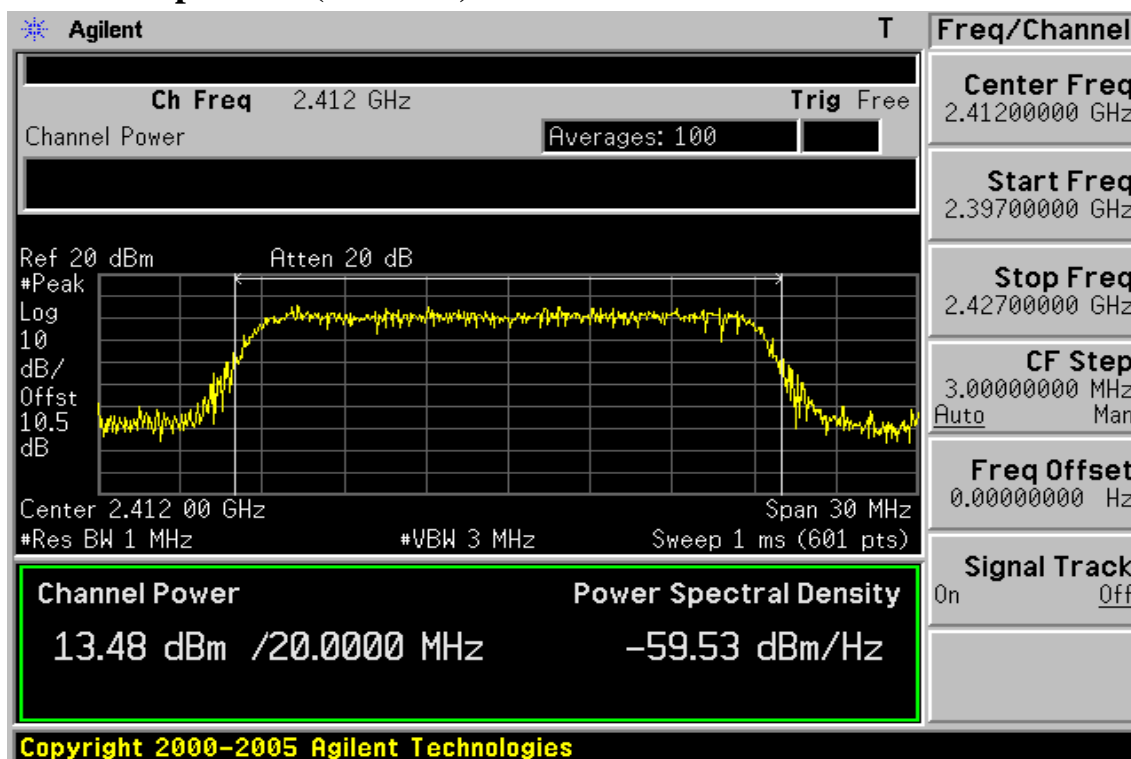 Agilent T
Ch Freq 2.412 GHz Trig Free
Channel Power Averages: 100
Ref 20 dBm Atten 20 dB
#Peak
Log
10
dB/
Offst
10.5
dB
Center 2.412 00 GHz Span 30 MHz
#Res BW 1 MHz #VBW 3 MHz Sweep 1 ms (601 pts)
Channel Power Power Spectral Density
13.48 dBm /20.0000 MHz -59.53 dBm/Hz
Copyright 2000-2005 Agilent Technologies
Freq/Channel
Center Freq
2.41200000 GHz
Start Freq
2.39700000 GHz
Stop Freq
2.42700000 GHz
CF Step
3.00000000 MHz
Auto Man
Freq Offset
0.00000000 Hz
Signal Track
On Off